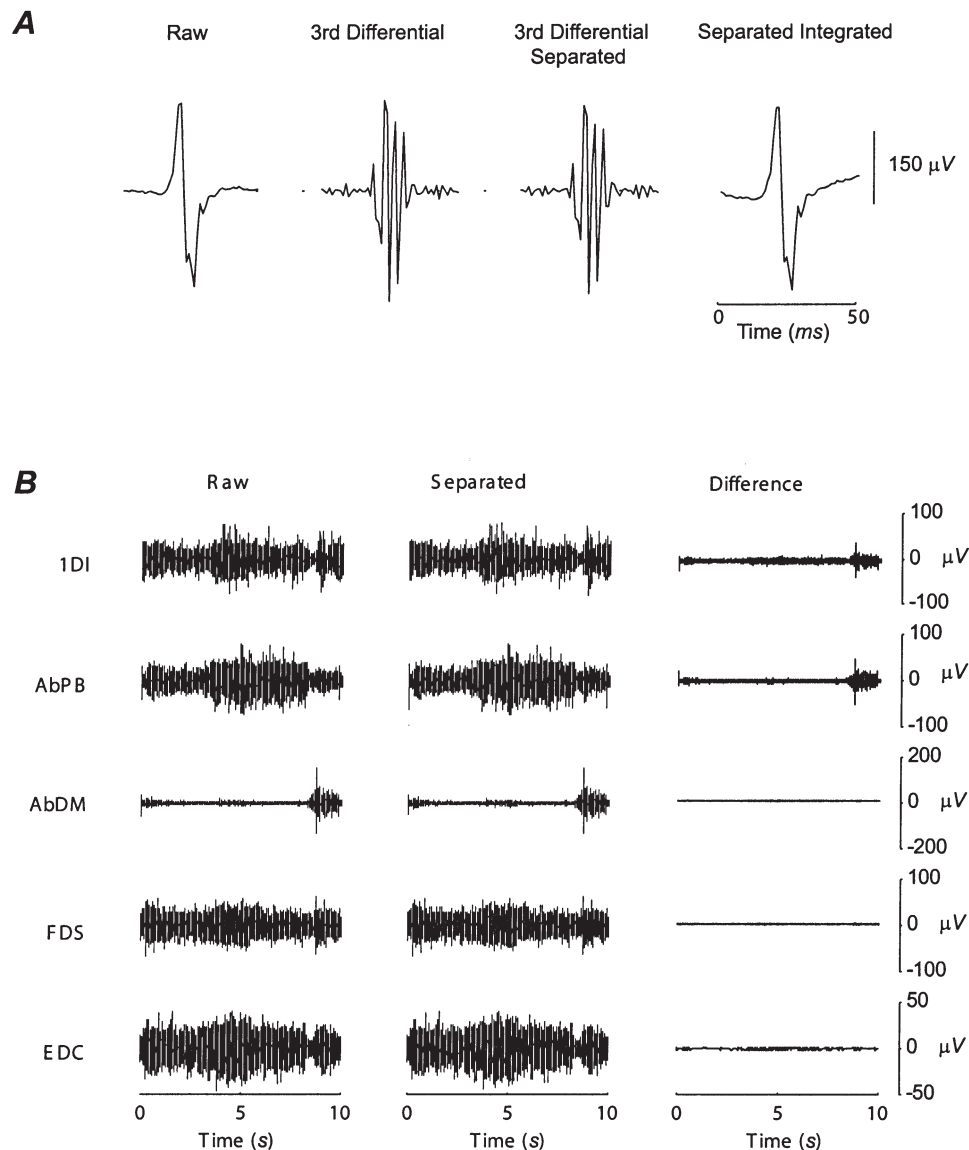 A
Raw
3rd Differential
3rd Differential
Separated
Separated Integrated
150 μV
0
50
Time (ms)
B
Raw
Separated
Difference
1DI
100
0 μV
-100
AbPB
100
0 μV
-100
AbDM
200
0 μV
-200
FDS
100
0 μV
-100
EDC
50
0 μV
-50
0 5 10 0 5 10 0 5 10
Time (s) Time (s) Time (s)